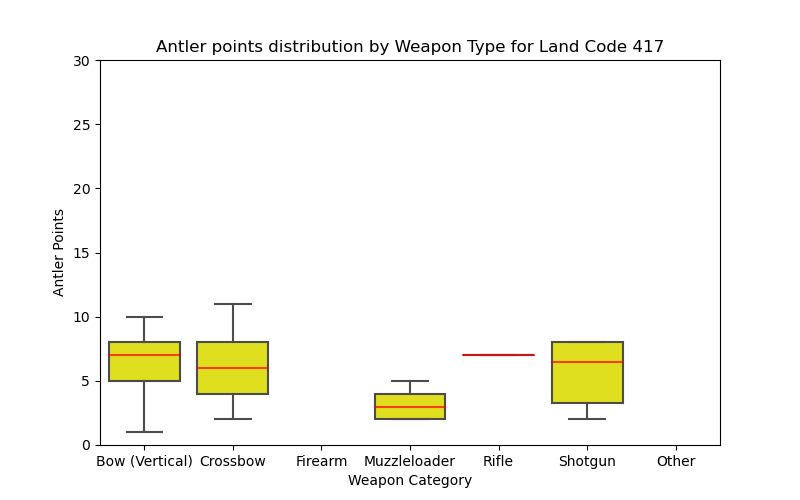 Antler points distribution by Weapon Type for Land Code 417
Antler Points
30
25
20
15
10
5
0
Bow (Vertical) Crossbow Firearm Muzzleloader Rifle Shotgun Other
Weapon Category